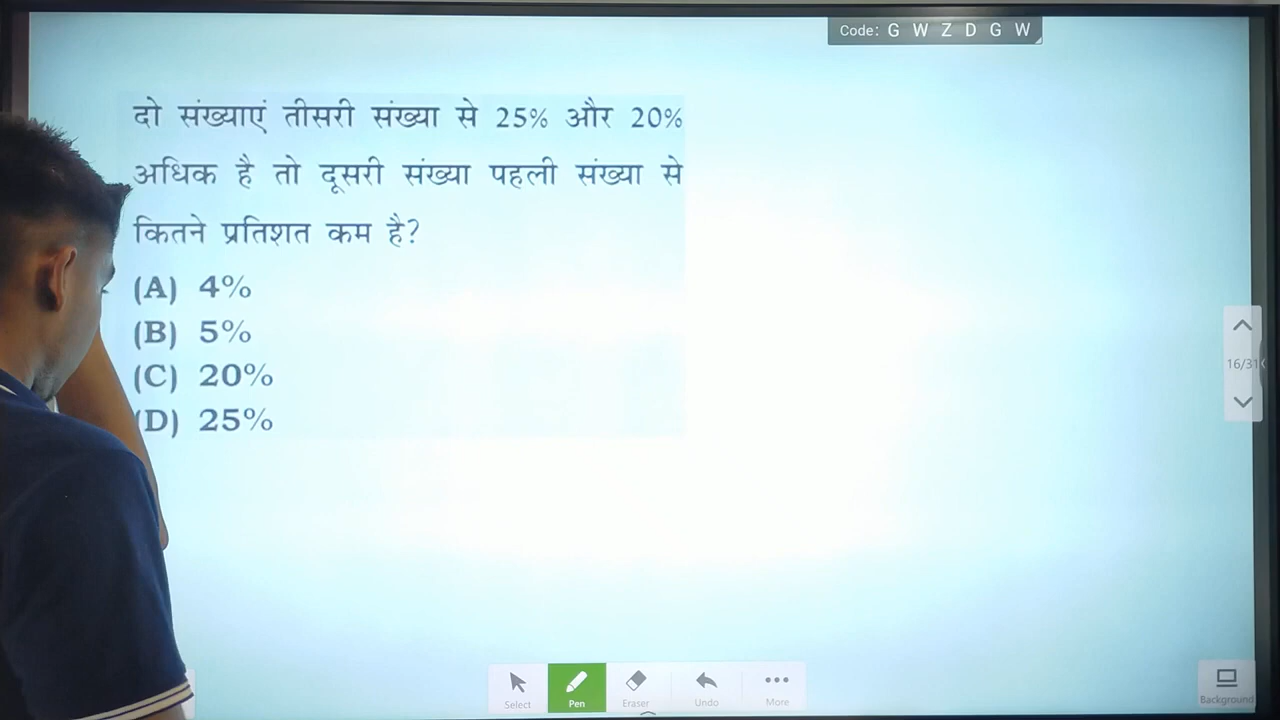 Code: G W Z D G W
दो संख्याएं तीसरी संख्या से 25% और 20%
अधिक है तो दूसरी संख्या पहली संख्या से
कितने प्रतिशत कम है?
(A) 4%
(B) 5%
(C) 20%
(D) 25%
16/31
Select
Pen
Eraser
Undo
More
Background